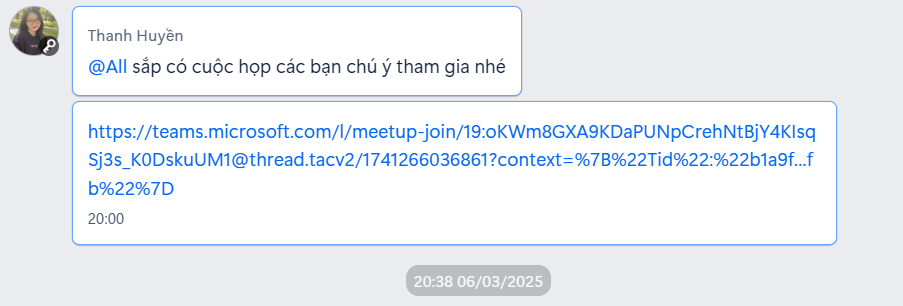 Thanh Huyền
@All sắp có cuộc họp các bạn chú ý tham gia nhé
https://teams.microsoft.com/l/meetup-join/19:oKWm8GXA9KDaPUNpCrehNtBjY4KIsq
Sj3s_K0DskuUM1@thread.tacv2/1741266036861?context=%7B%22Tid%22:%22b1a9f...f
b%22%7D
20:00
20:38 06/03/2025